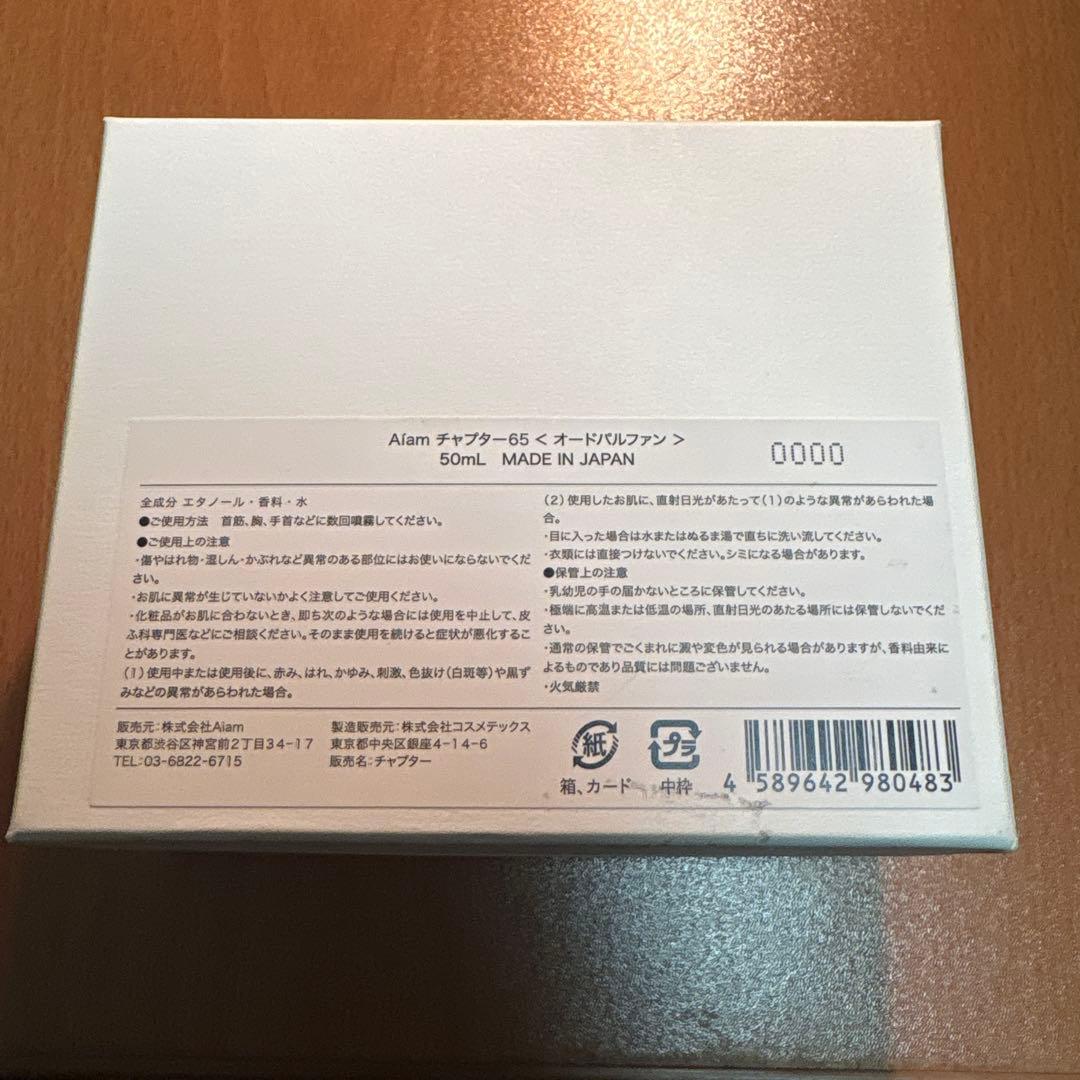 Aíam チャプター65 < オードパルファン >
50mL MADE IN JAPAN
0000
全成分 エタノール・香料・水
●ご使用方法 首筋、胸、手首などに数回噴霧してください。
●ご使用上の注意
・傷やはれ物・湿しん・かぶれなど異常のある部位にはお使いにならないでくだ
さい。
・お肌に異常が生じていないかよく注意してご使用ください。
・化粧品がお肌に合わないとき、即ち次のような場合には使用を中止して、皮
ふ科専門医などにご相談ください。そのまま使用を続けると症状が悪化するこ
とがあります。
(1)使用中または使用後に、赤み、はれ、かゆみ、刺激、色抜け(白斑等)や黒ず
みなどの異常があらわれた場合。
(2)使用したお肌に、直射日光があたって(1)のような異常があらわれた場
合。
・目に入った場合は水またはぬるま湯で直ちに洗い流してください。
・衣類には直接つけないでください。シミになる場合があります。
●保管上の注意
・乳幼児の手の届かないところに保管してください。
・極端に高温または低温の場所、直射日光のあたる場所には保管しないでくだ
さい。
・通常の保管でごくまれに澱や変色が見られる場合がありますが、香料由来に
よるものであり品質には問題ございません。
・火気厳禁
販売元:株式会社Aiam
東京都渋谷区神宮前2丁目34-17
TEL:03-6822-6715
製造販売元:株式会社コスメテックス
東京都中央区銀座4-14-6
販売名:チャプター
紙
箱、カード
プラ
中枠
4 589642 980483